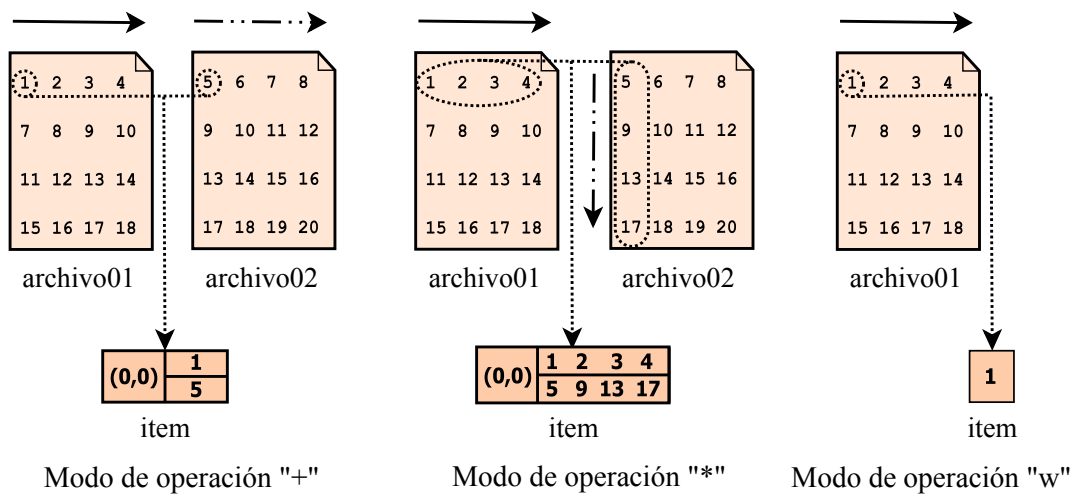 1 2 3 4
7 8 9 10
11 12 13 14
15 16 17 18
archivo01
5 6 7 8
9 10 11 12
13 14 15 16
17 18 19 20
archivo02
(0,0)
1
5
item
Modo de operación "+"
1 2 3 4
7 8 9 10
11 12 13 14
15 16 17 18
archivo01
5 6 7 8
9 10 11 12
13 14 15 16
17 18 19 20
archivo02
(0,0)
1 2 3 4
5 9 13 17
item
Modo de operación "*"
1 2 3 4
7 8 9 10
11 12 13 14
15 16 17 18
archivo01
1
item
Modo de operación "w"